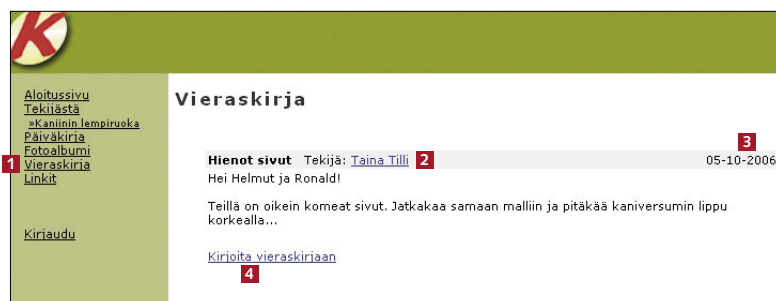 K
Aloitussivu
Tekijästä
»Kaniinin lempiruoka
Päiväkirja
Fotoalbumi
1 Vieraskirja
Linkit
Kirjaudu
Vieraskirja
3
Hienot sivut Tekijä: Taina Tilli 2 05-10-2006
Hei Helmut ja Ronald!
Teillä on oikein komeat sivut. Jatkakaa samaan malliin ja pitäkää kaniversumin lippu
korkealla...
Kirjoita vieraskirjaan
4